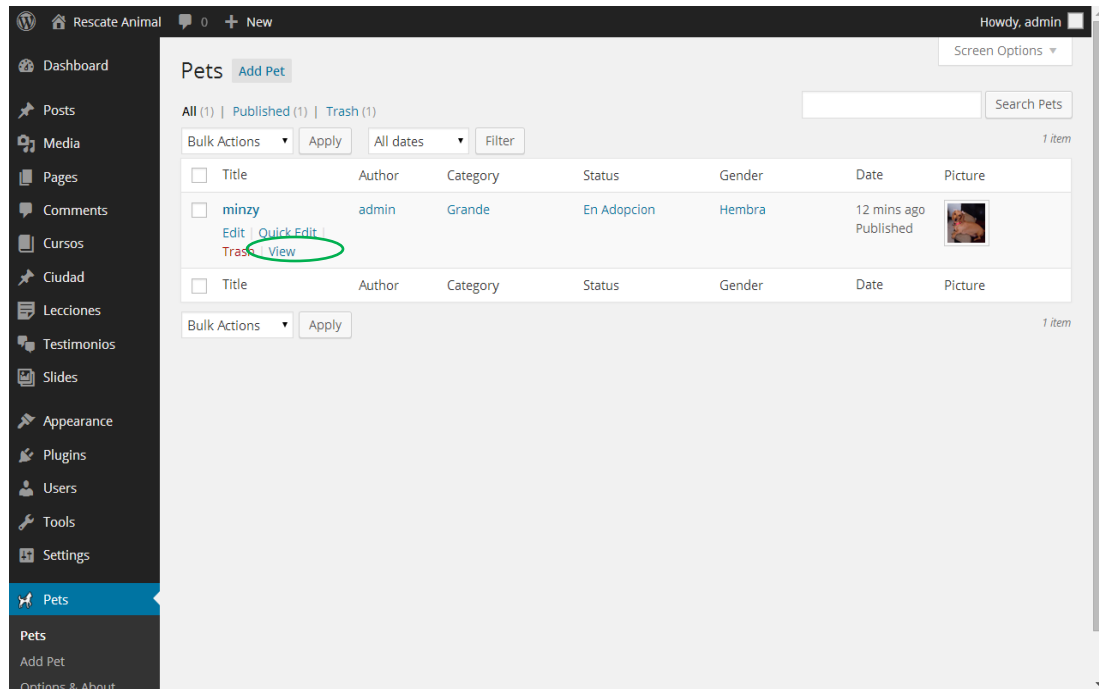 Rescate Animal 0 + New Howdy, admin
Screen Options ▼
Dashboard
Posts
Media
Pages
Comments
Cursos
Ciudad
Lecciones
Testimonios
Slides
Appearance
Plugins
Users
Tools
Settings
Pets
Pets
Add Pet
Options & About
Pets Add Pet
All (1) | Published (1) | Trash (1)
Search Pets
Bulk Actions ▼ Apply All dates ▼ Filter 1 item
Title Author Category Status Gender Date Picture
minzy admin Grande En Adopcion Hembra 12 mins ago
Published
Edit | Quick Edit |
Trash | View
Title Author Category Status Gender Date Picture
Bulk Actions ▼ Apply 1 item